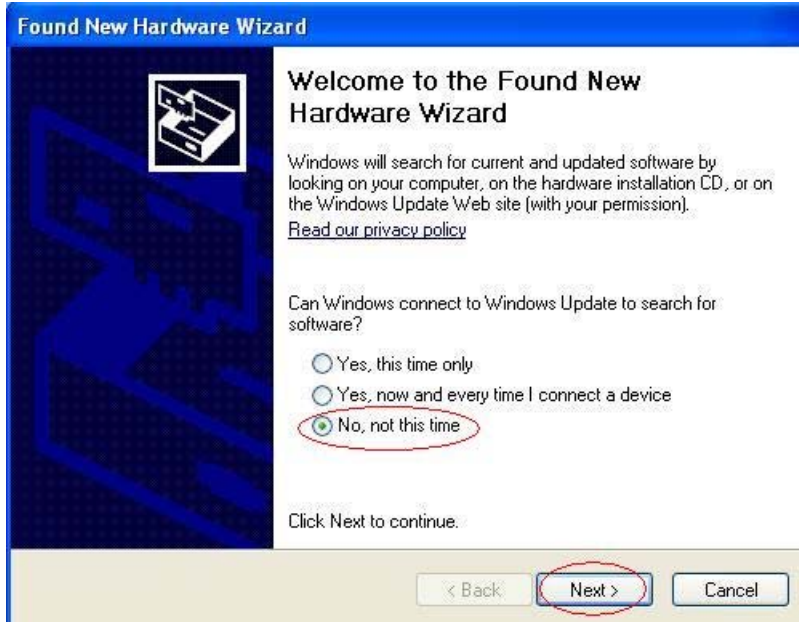 Found New Hardware Wizard
Welcome to the Found New
Hardware Wizard
Windows will search for current and updated software by
looking on your computer, on the hardware installation CD, or on
the Windows Update Web site (with your permission).
Read our privacy policy
Can Windows connect to Windows Update to search for
software?
Yes, this time only
Yes, now and every time I connect a device
No, not this time
Click Next to continue.
< Back Next > Cancel